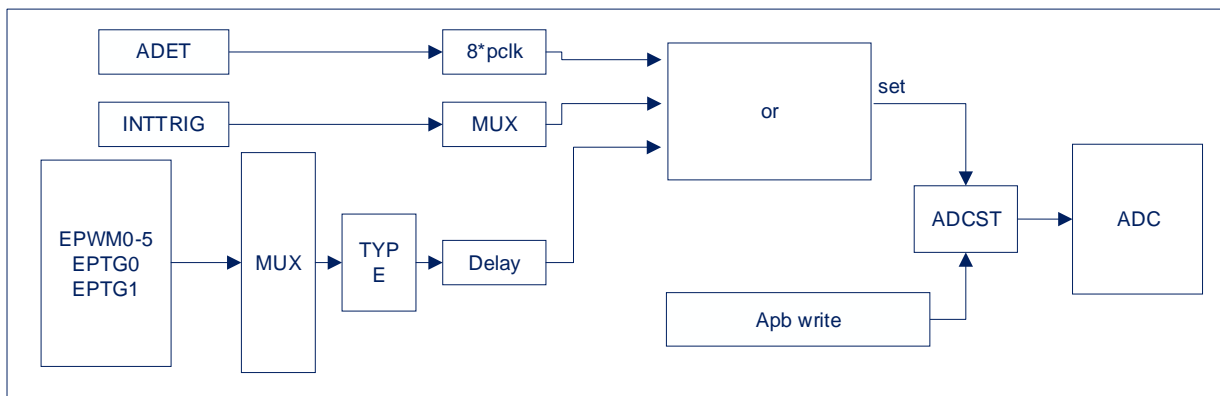 ADET
8*pclk
INTTRIG
MUX
or
set
EPWM0-5
EPTG0
EPTG1
MUX
TYP
E
Delay
ADCST
ADC
Apb write